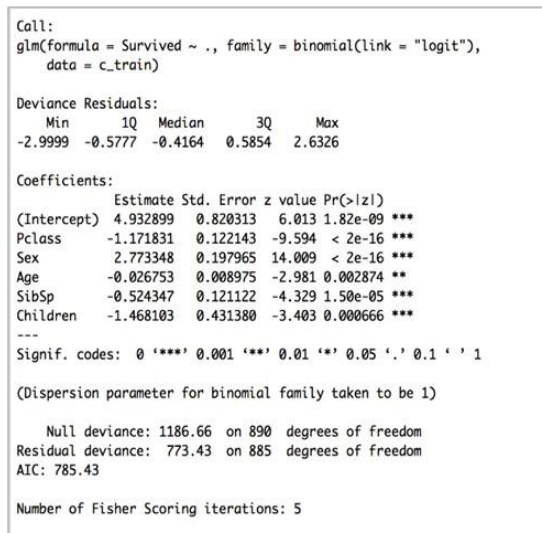 Call:
glm(formula = Survived ~ ., family = binomial(link = "logit"),
    data = c_train)
Deviance Residuals:
    Min      1Q  Median      3Q     Max
-2.9999 -0.5777 -0.4164  0.5854  2.6326
Coefficients:
            Estimate Std. Error z value Pr(>|z|)
(Intercept)  4.932899   0.820313   6.013 1.82e-09 ***
Pclass      -1.171831   0.122143  -9.594  < 2e-16 ***
Sex          2.773348   0.197965  14.009  < 2e-16 ***
Age         -0.026753   0.008975  -2.981 0.002874 **
SibSp       -0.524347   0.121122  -4.329 1.50e-05 ***
Children    -1.468103   0.431380  -3.403 0.000666 ***
---
Signif. codes:  0 ‘***’ 0.001 ‘**’ 0.01 ‘*’ 0.05 ‘.’ 0.1 ‘ ’ 1
(Dispersion parameter for binomial family taken to be 1)
    Null deviance: 1186.66  on 890  degrees of freedom
Residual deviance:  773.43  on 885  degrees of freedom
AIC: 785.43
Number of Fisher Scoring iterations: 5